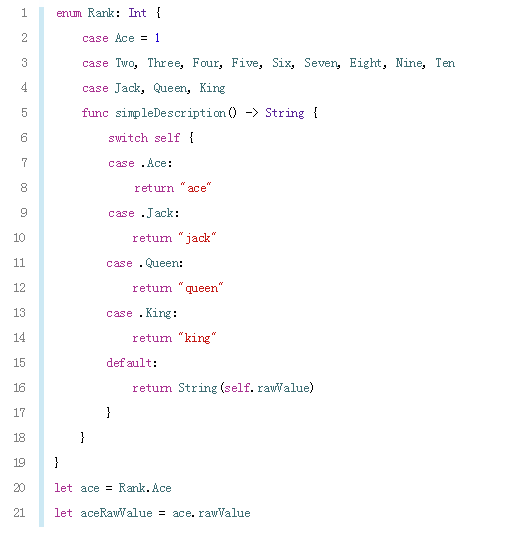 1 enum Rank: Int {
2 case Ace = 1
3 case Two, Three, Four, Five, Six, Seven, Eight, Nine, Ten
4 case Jack, Queen, King
5 func simpleDescription() -> String {
6 switch self {
7 case .Ace:
8 return "ace"
9 case .Jack:
10 return "jack"
11 case .Queen:
12 return "queen"
13 case .King:
14 return "king"
15 default:
16 return String(self.rawValue)
17 }
18 }
19 }
20 let ace = Rank.Ace
21 let aceRawValue = ace.rawValue